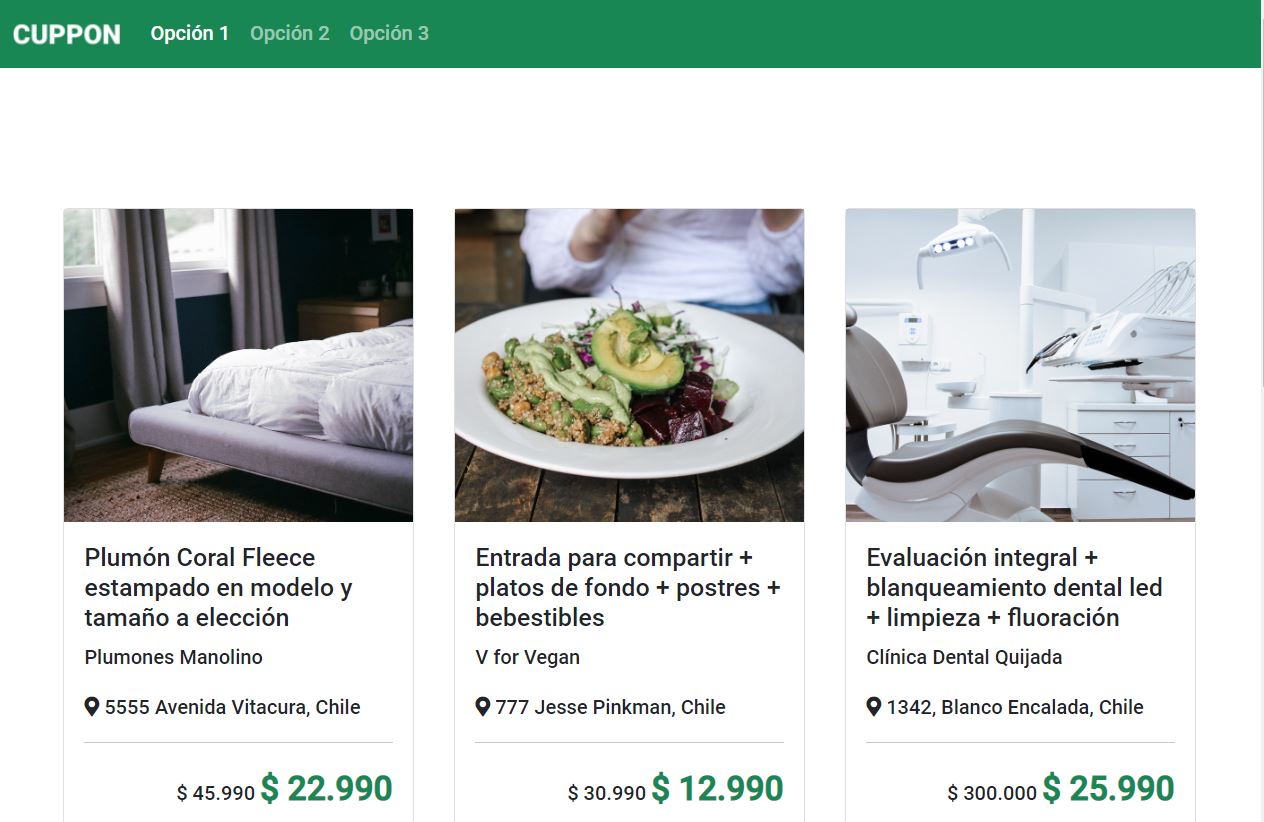 CUPPON Opción 1 Opción 2 Opción 3
Plumón Coral Fleece
estampado en modelo y
tamaño a elección
Plumones Manolino
5555 Avenida Vitacura, Chile
$ 45.990 $ 22.990
Entrada para compartir +
platos de fondo + postres +
bebestibles
V for Vegan
777 Jesse Pinkman, Chile
$ 30.990 $ 12.990
Evaluación integral +
blanqueamiento dental led
+ limpieza + fluoración
Clínica Dental Quijada
1342, Blanco Encalada, Chile
$ 300.000 $ 25.990